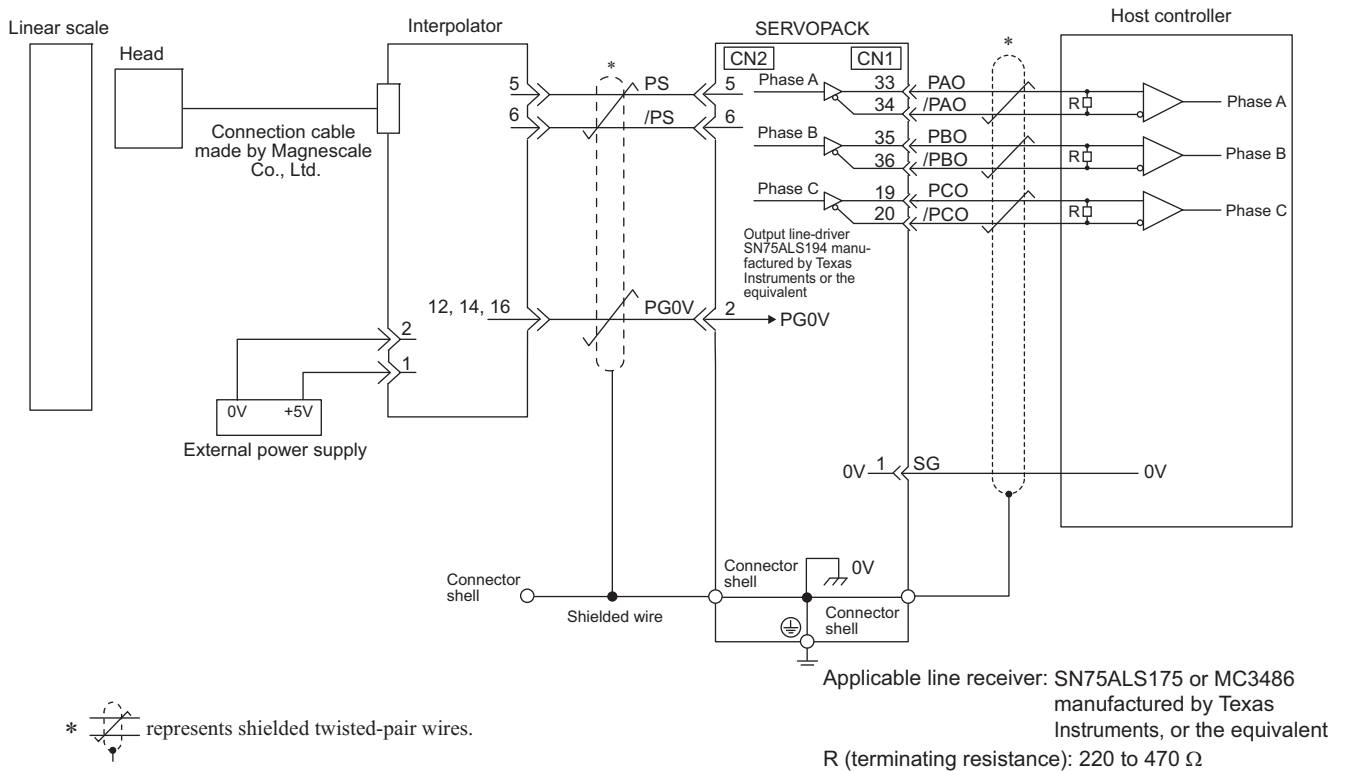 Linear scale
Head
Connection cable
made by Magnescale
Co., Ltd.
Interpolator
5
6
12, 14, 16
2
1
0V
+5V
External power supply
*
PS
/PS
PG0V
SERVOPACK
CN2
CN1
5
6
2
PG0V
Phase A
Phase B
Phase C
Output line-driver
SN75ALS194 manu-
factured by Texas
Instruments or the
equivalent
33
34
35
36
19
20
PAO
/PAO
PBO
/PBO
PCO
/PCO
*
Host controller
R
R
R
Phase A
Phase B
Phase C
0V
1
SG
0V
Connector
shell
Shielded wire
Connector
shell
0V
Connector
shell
Applicable line receiver: SN75ALS175 or MC3486
manufactured by Texas
Instruments, or the equivalent
R (terminating resistance): 220 to 470 Ω
* represents shielded twisted-pair wires.